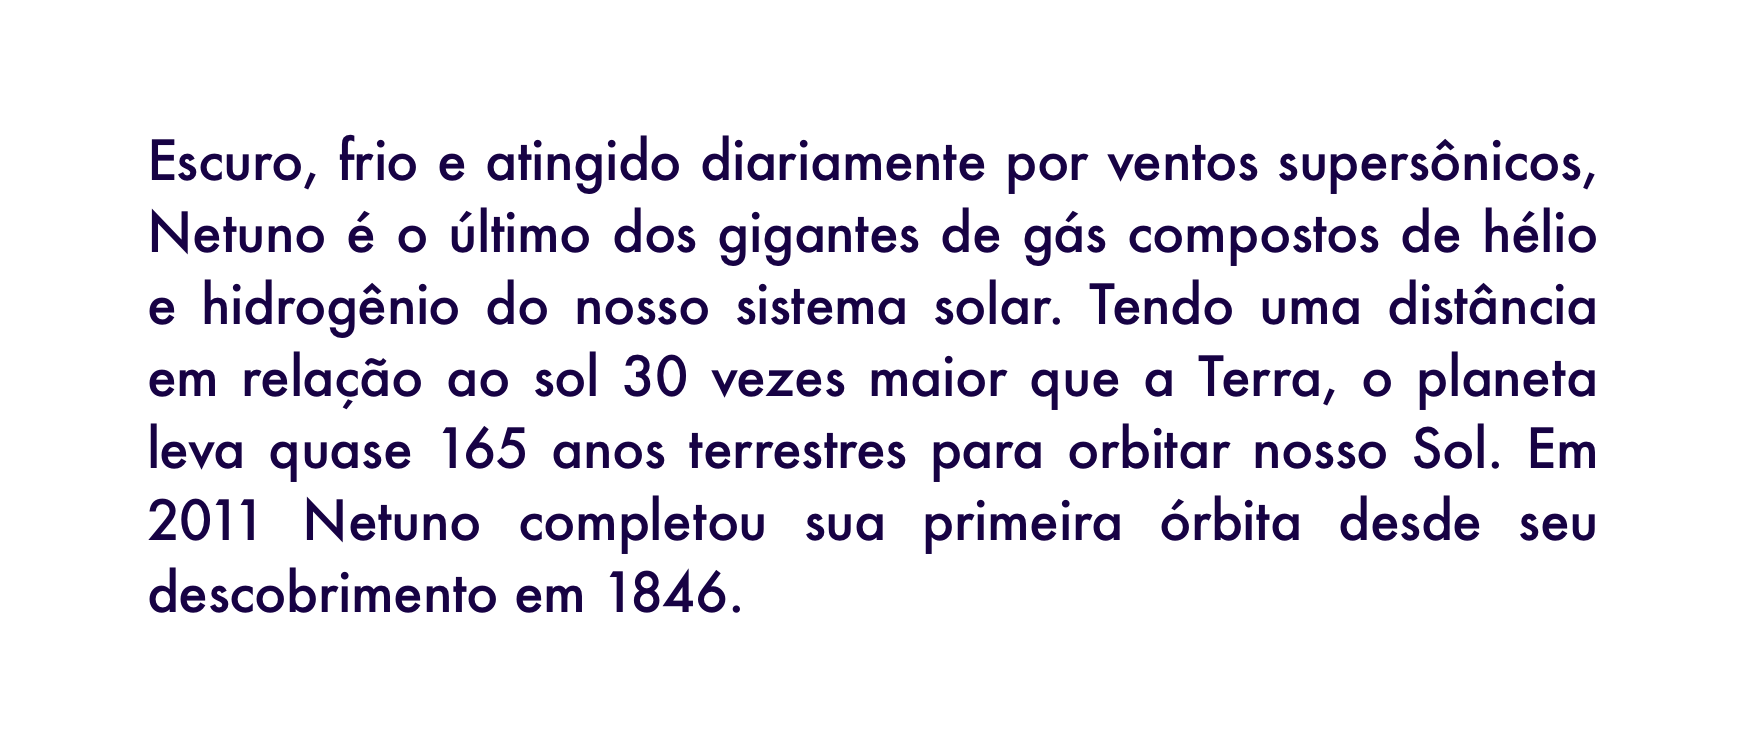 Escuro, frio e atingido diariamente por ventos supersônicos,
Netuno é o último dos gigantes de gás compostos de hélio
e hidrogênio do nosso sistema solar. Tendo uma distância
em relação ao sol 30 vezes maior que a Terra, o planeta
leva quase 165 anos terrestres para orbitar nosso Sol. Em
2011 Netuno completou sua primeira órbita desde seu
descobrimento em 1846.